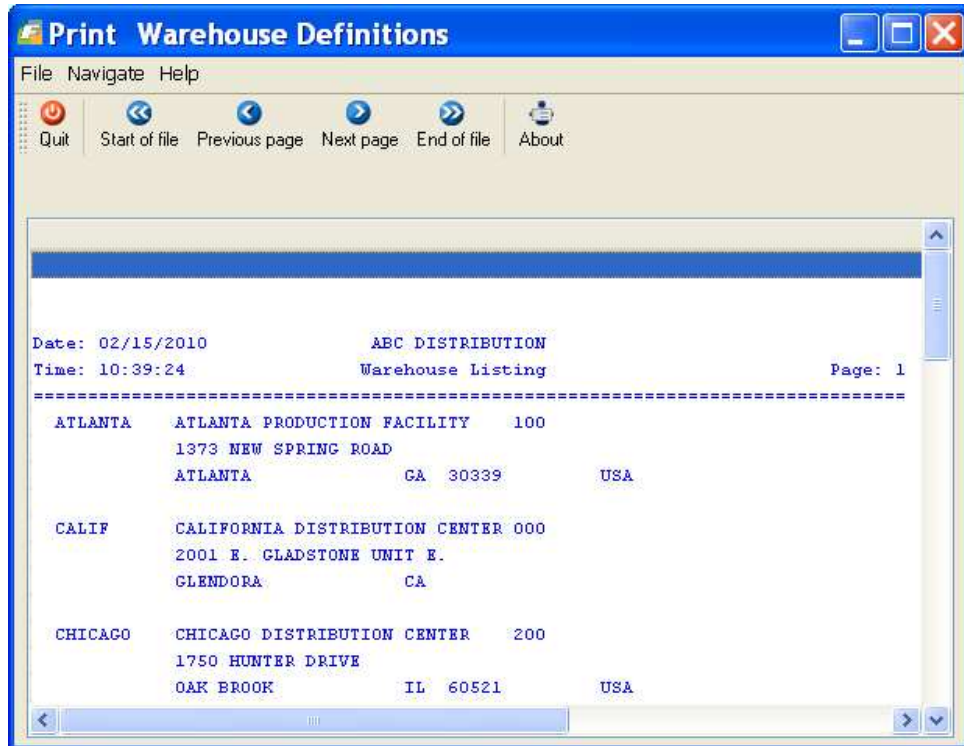 Print Warehouse Definitions
File Navigate Help
Quit Start of file Previous page Next page End of file About
Date: 02/15/2010 ABC DISTRIBUTION
Time: 10:39:24 Warehouse Listing Page: 1
================================================================================
ATLANTA ATLANTA PRODUCTION FACILITY 100
1373 NEW SPRING ROAD
ATLANTA GA 30339 USA
CALIF CALIFORNIA DISTRIBUTION CENTER 000
2001 E. GLADSTONE UNIT E.
GLENDORA CA
CHICAGO CHICAGO DISTRIBUTION CENTER 200
1750 HUNTER DRIVE
OAK BROOK IL 60521 USA